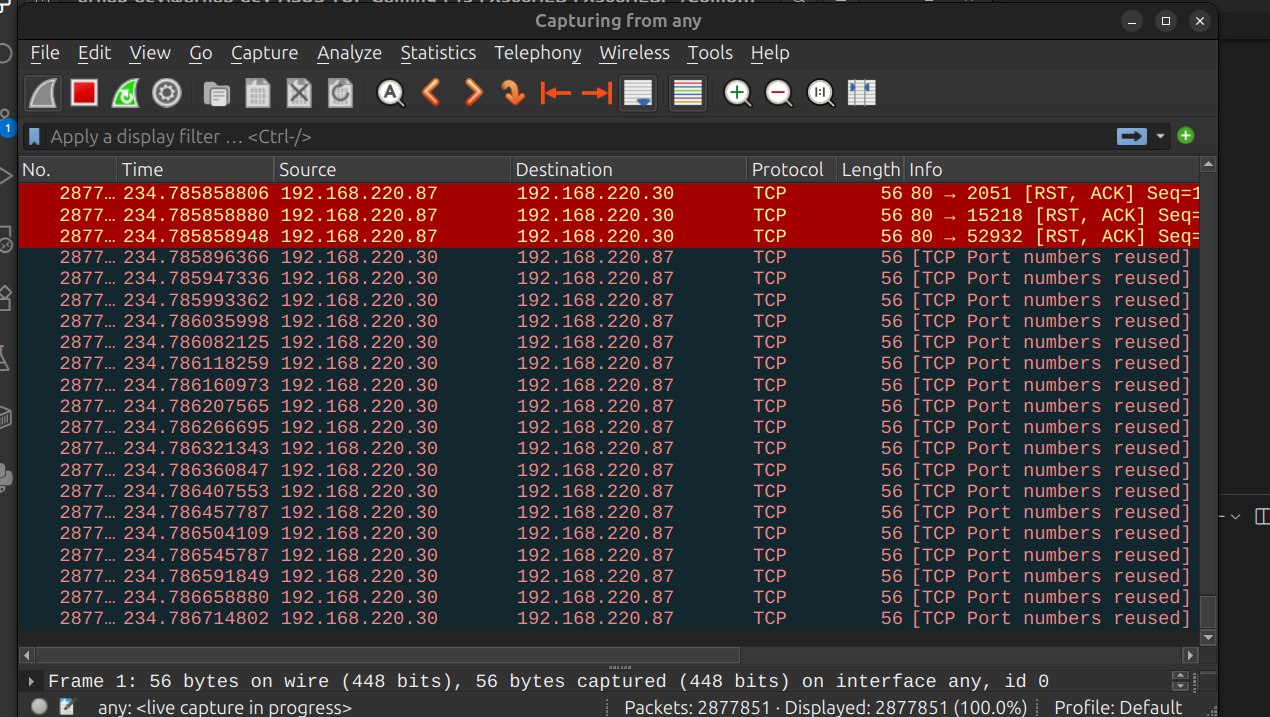 Capturing from any
File Edit View Go Capture Analyze Statistics Telephony Wireless Tools Help
1
Apply a display filter … <Ctrl-/>
No. Time Source Destination Protocol Length Info
2877… 234.785858806 192.168.220.87 192.168.220.30 TCP 56 80 → 2051 [RST, ACK] Seq=1
2877… 234.785858880 192.168.220.87 192.168.220.30 TCP 56 80 → 15218 [RST, ACK] Seq=
2877… 234.785858948 192.168.220.87 192.168.220.30 TCP 56 80 → 52932 [RST, ACK] Seq=
2877… 234.785896366 192.168.220.30 192.168.220.87 TCP 56 [TCP Port numbers reused]
2877… 234.785947336 192.168.220.30 192.168.220.87 TCP 56 [TCP Port numbers reused]
2877… 234.785993362 192.168.220.30 192.168.220.87 TCP 56 [TCP Port numbers reused]
2877… 234.786035998 192.168.220.30 192.168.220.87 TCP 56 [TCP Port numbers reused]
2877… 234.786082125 192.168.220.30 192.168.220.87 TCP 56 [TCP Port numbers reused]
2877… 234.786118259 192.168.220.30 192.168.220.87 TCP 56 [TCP Port numbers reused]
2877… 234.786160973 192.168.220.30 192.168.220.87 TCP 56 [TCP Port numbers reused]
2877… 234.786207565 192.168.220.30 192.168.220.87 TCP 56 [TCP Port numbers reused]
2877… 234.786266695 192.168.220.30 192.168.220.87 TCP 56 [TCP Port numbers reused]
2877… 234.786321343 192.168.220.30 192.168.220.87 TCP 56 [TCP Port numbers reused]
2877… 234.786360847 192.168.220.30 192.168.220.87 TCP 56 [TCP Port numbers reused]
2877… 234.786407553 192.168.220.30 192.168.220.87 TCP 56 [TCP Port numbers reused]
2877… 234.786457787 192.168.220.30 192.168.220.87 TCP 56 [TCP Port numbers reused]
2877… 234.786504109 192.168.220.30 192.168.220.87 TCP 56 [TCP Port numbers reused]
2877… 234.786545787 192.168.220.30 192.168.220.87 TCP 56 [TCP Port numbers reused]
2877… 234.786591849 192.168.220.30 192.168.220.87 TCP 56 [TCP Port numbers reused]
2877… 234.786658880 192.168.220.30 192.168.220.87 TCP 56 [TCP Port numbers reused]
2877… 234.786714802 192.168.220.30 192.168.220.87 TCP 56 [TCP Port numbers reused]
Frame 1: 56 bytes on wire (448 bits), 56 bytes captured (448 bits) on interface any, id 0
any: <live capture in progress> Packets: 2877851 · Displayed: 2877851 (100.0%) Profile: Default